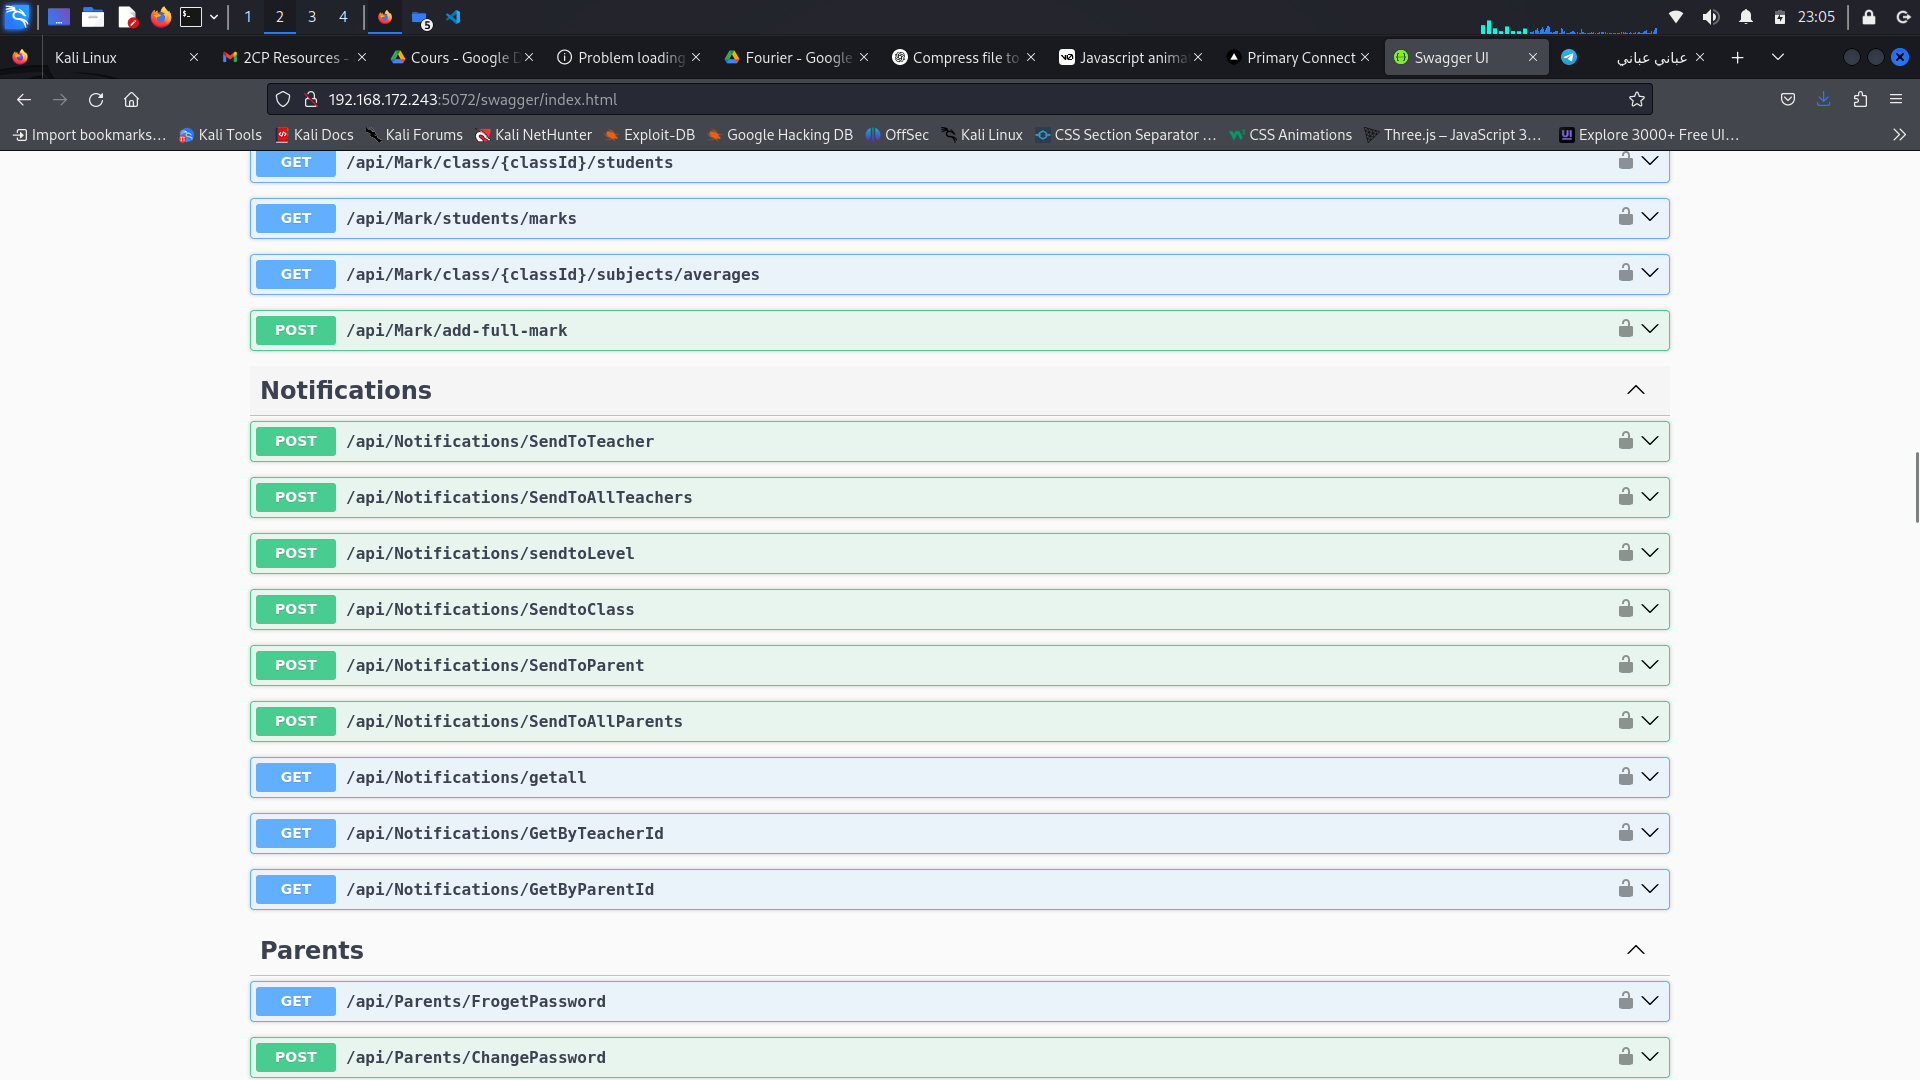 1 2 3 4 5 23:05
Kali Linux 2CP Resources - Cours - Google D Problem loading Fourier - Google Compress file to Javascript animat Primary Connect Swagger UI عباني عباني
192.168.172.243:5072/swagger/index.html
Import bookmarks… Kali Tools Kali Docs Kali Forums Kali NetHunter Exploit-DB Google Hacking DB OffSec Kali Linux CSS Section Separator … CSS Animations Three.js – JavaScript 3… Explore 3000+ Free UI…
GET /api/Mark/class/{classId}/students
GET /api/Mark/students/marks
GET /api/Mark/class/{classId}/subjects/averages
POST /api/Mark/add-full-mark
Notifications
POST /api/Notifications/SendToTeacher
POST /api/Notifications/SendToAllTeachers
POST /api/Notifications/sendtoLevel
POST /api/Notifications/SendtoClass
POST /api/Notifications/SendToParent
POST /api/Notifications/SendToAllParents
GET /api/Notifications/getall
GET /api/Notifications/GetByTeacherId
GET /api/Notifications/GetByParentId
Parents
GET /api/Parents/FrogetPassword
POST /api/Parents/ChangePassword